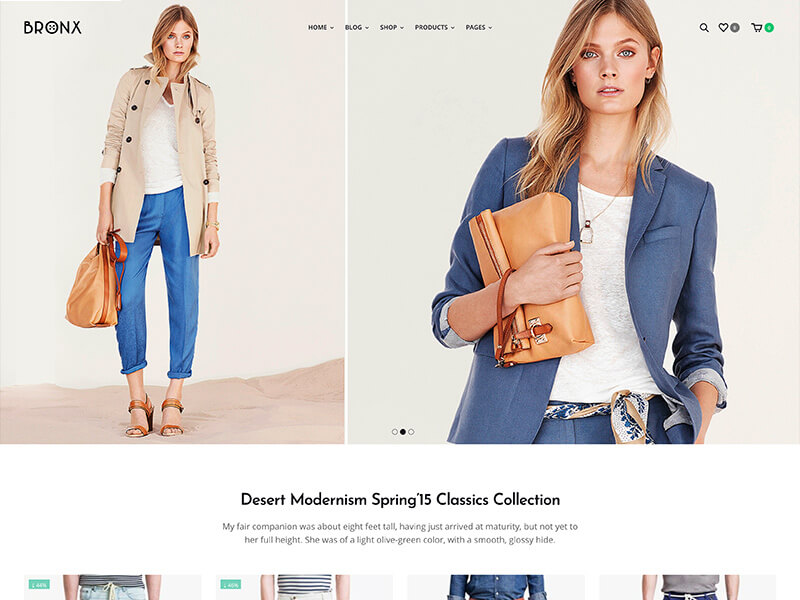 BRONX
HOME BLOG SHOP PRODUCTS PAGES
0 0
Desert Modernism Spring'15 Classics Collection
My fair companion was about eight feet tall, having just arrived at maturity, but not yet to
her full height. She was of a light olive-green color, with a smooth, glossy hide.
↓ 44% ↓ 46%